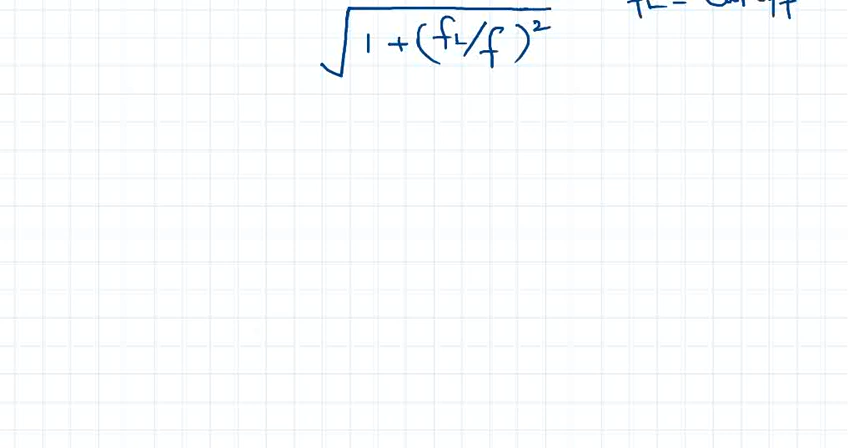 √(1 + (fL/f)²)